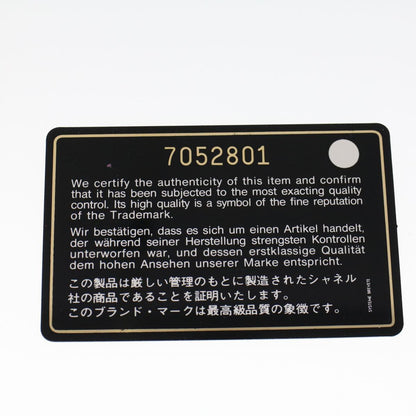 7052801
We certify the authenticity of this item and confirm
that it has been subjected to the most exacting quality
control. Its high quality is a symbol of the fine reputation
of the Trademark.
Wir bestätigen, dass es sich um einen Artikel handelt,
der während seiner Herstellung strengsten Kontrollen
unterworfen war, und dessen erstklassige Qualität
dem hohen Ansehen unserer Marke entspricht.
この製品は厳しい管理のもとに製造されたシャネル
社の商品であることを証明いたします。
このブランド・マークは最高級品質の象徴です。
SYSTEME BREVETE